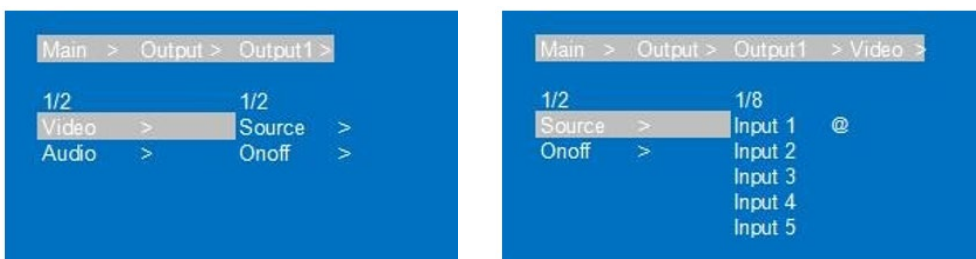 Main > Output > Output1 >
1/2 1/2
Video > Source >
Audio > Onoff >
Main > Output > Output1 > Video >
1/2 1/8
Source > Input 1 @
Onoff > Input 2
Input 3
Input 4
Input 5